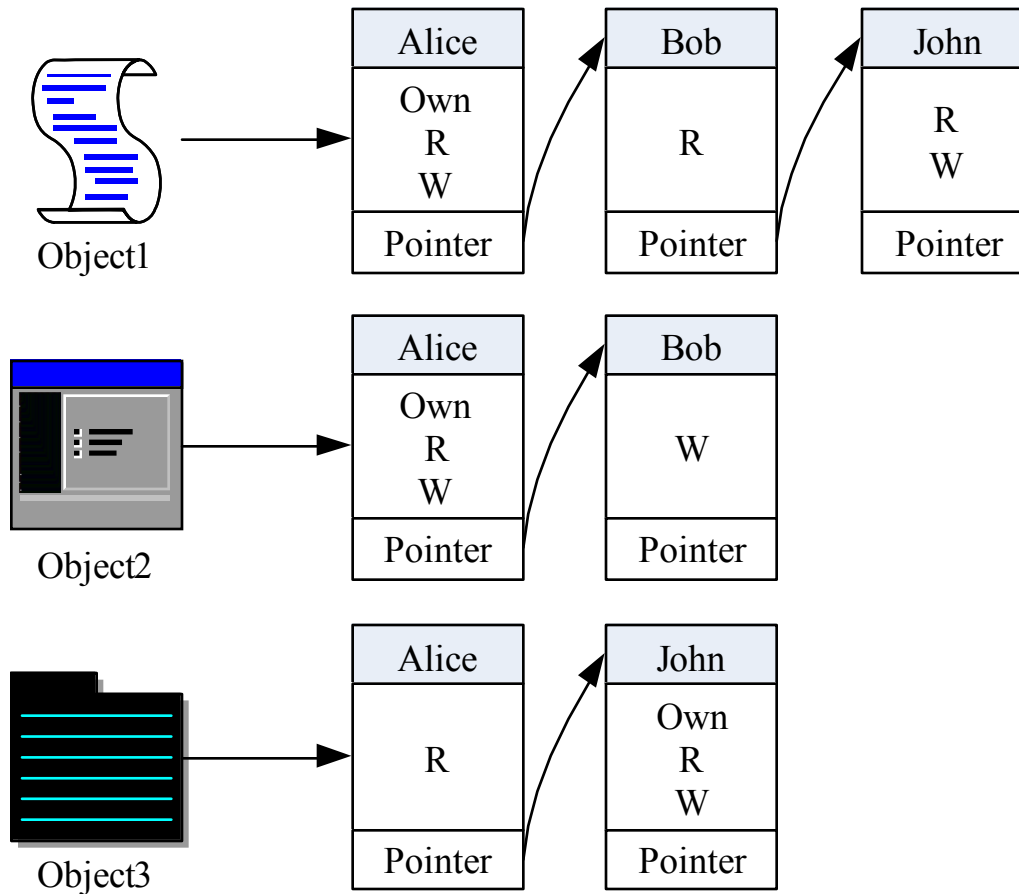 Alice
Bob
John
Own
R
W
R
R
W
Pointer
Pointer
Pointer
Object1
Alice
Bob
Own
R
W
W
Pointer
Pointer
Object2
Alice
John
R
Own
R
W
Pointer
Pointer
Object3